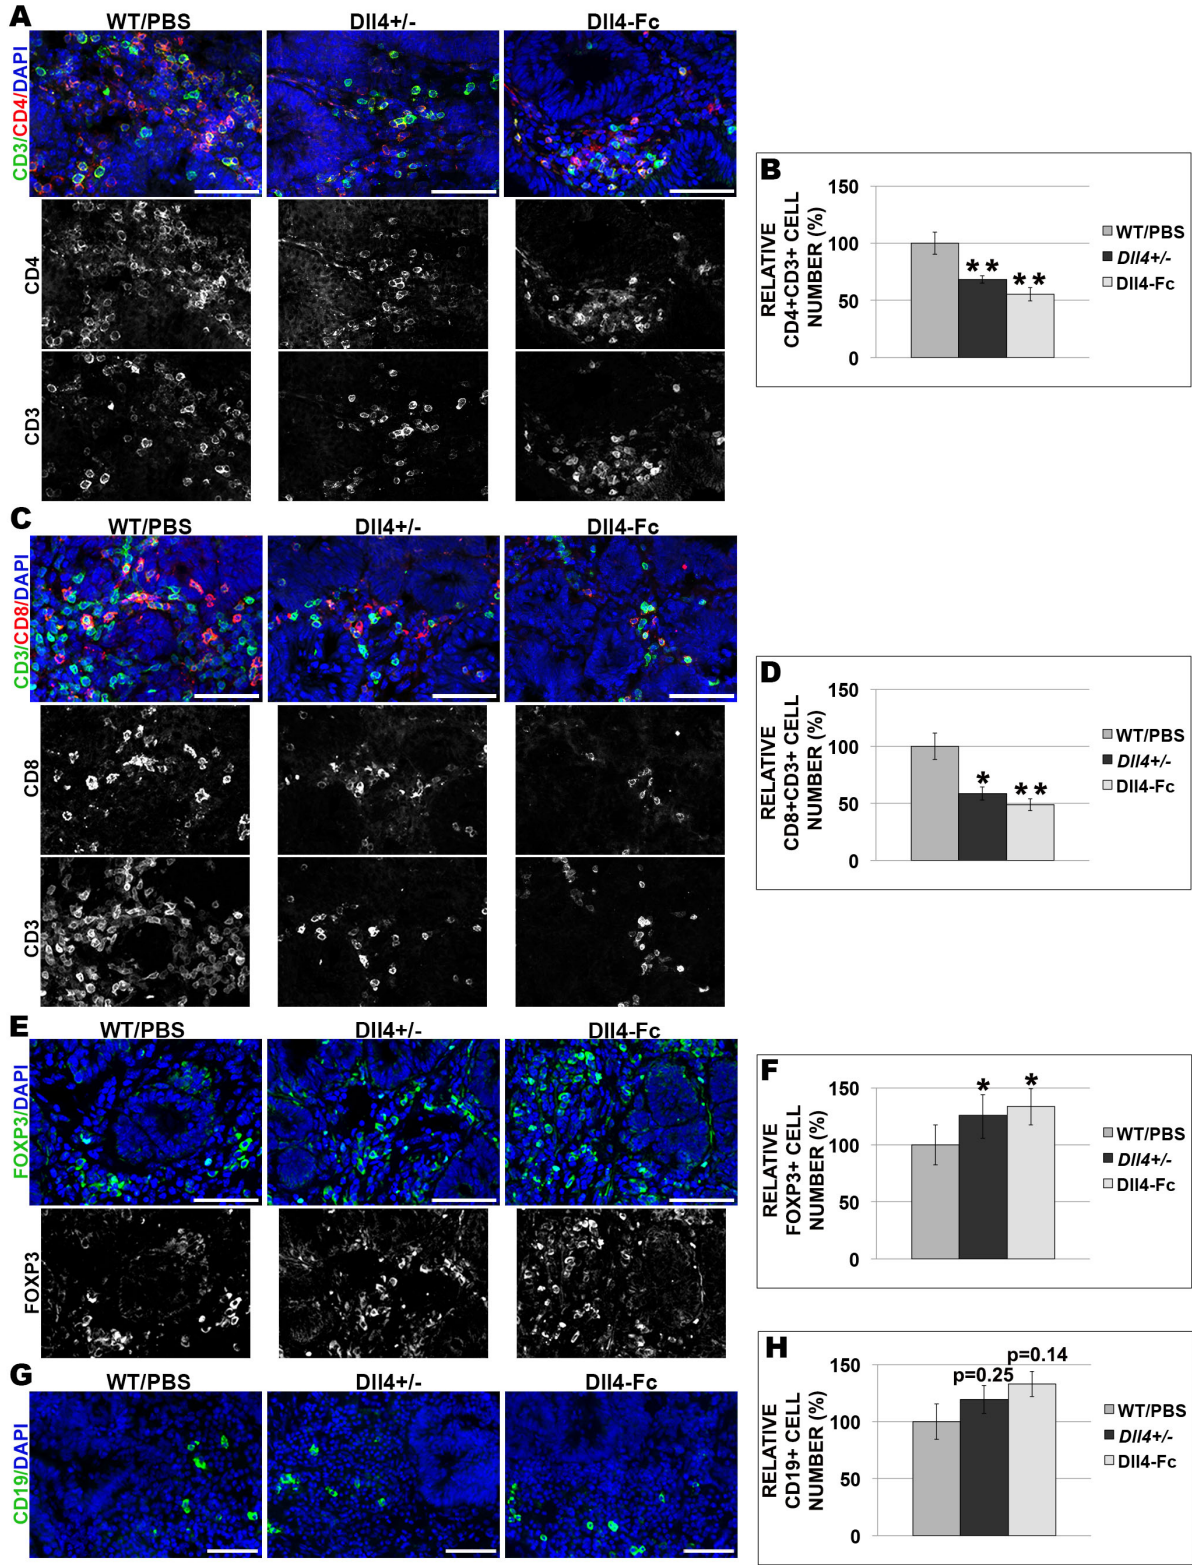 A
WT/PBS
Dll4+/-
Dll4-Fc
CD3/CD4/DAPI
CD4
CD3
B
RELATIVE
CD4+CD3+ CELL
NUMBER (%)
150
100
50
0
**
**
WT/PBS
Dll4+/-
Dll4-Fc
C
WT/PBS
Dll4+/-
Dll4-Fc
CD3/CD8/DAPI
CD8
CD3
D
RELATIVE
CD8+CD3+ CELL
NUMBER (%)
150
100
50
0
*
**
WT/PBS
Dll4+/-
Dll4-Fc
E
WT/PBS
Dll4+/-
Dll4-Fc
FOXP3/DAPI
FOXP3
F
RELATIVE
FOXP3+ CELL
NUMBER (%)
150
100
50
0
*
*
WT/PBS
Dll4+/-
Dll4-Fc
G
WT/PBS
Dll4+/-
Dll4-Fc
CD19/DAPI
H
RELATIVE
CD19+ CELL
NUMBER (%)
150
100
50
0
p=0.25
p=0.14
WT/PBS
Dll4+/-
Dll4-Fc